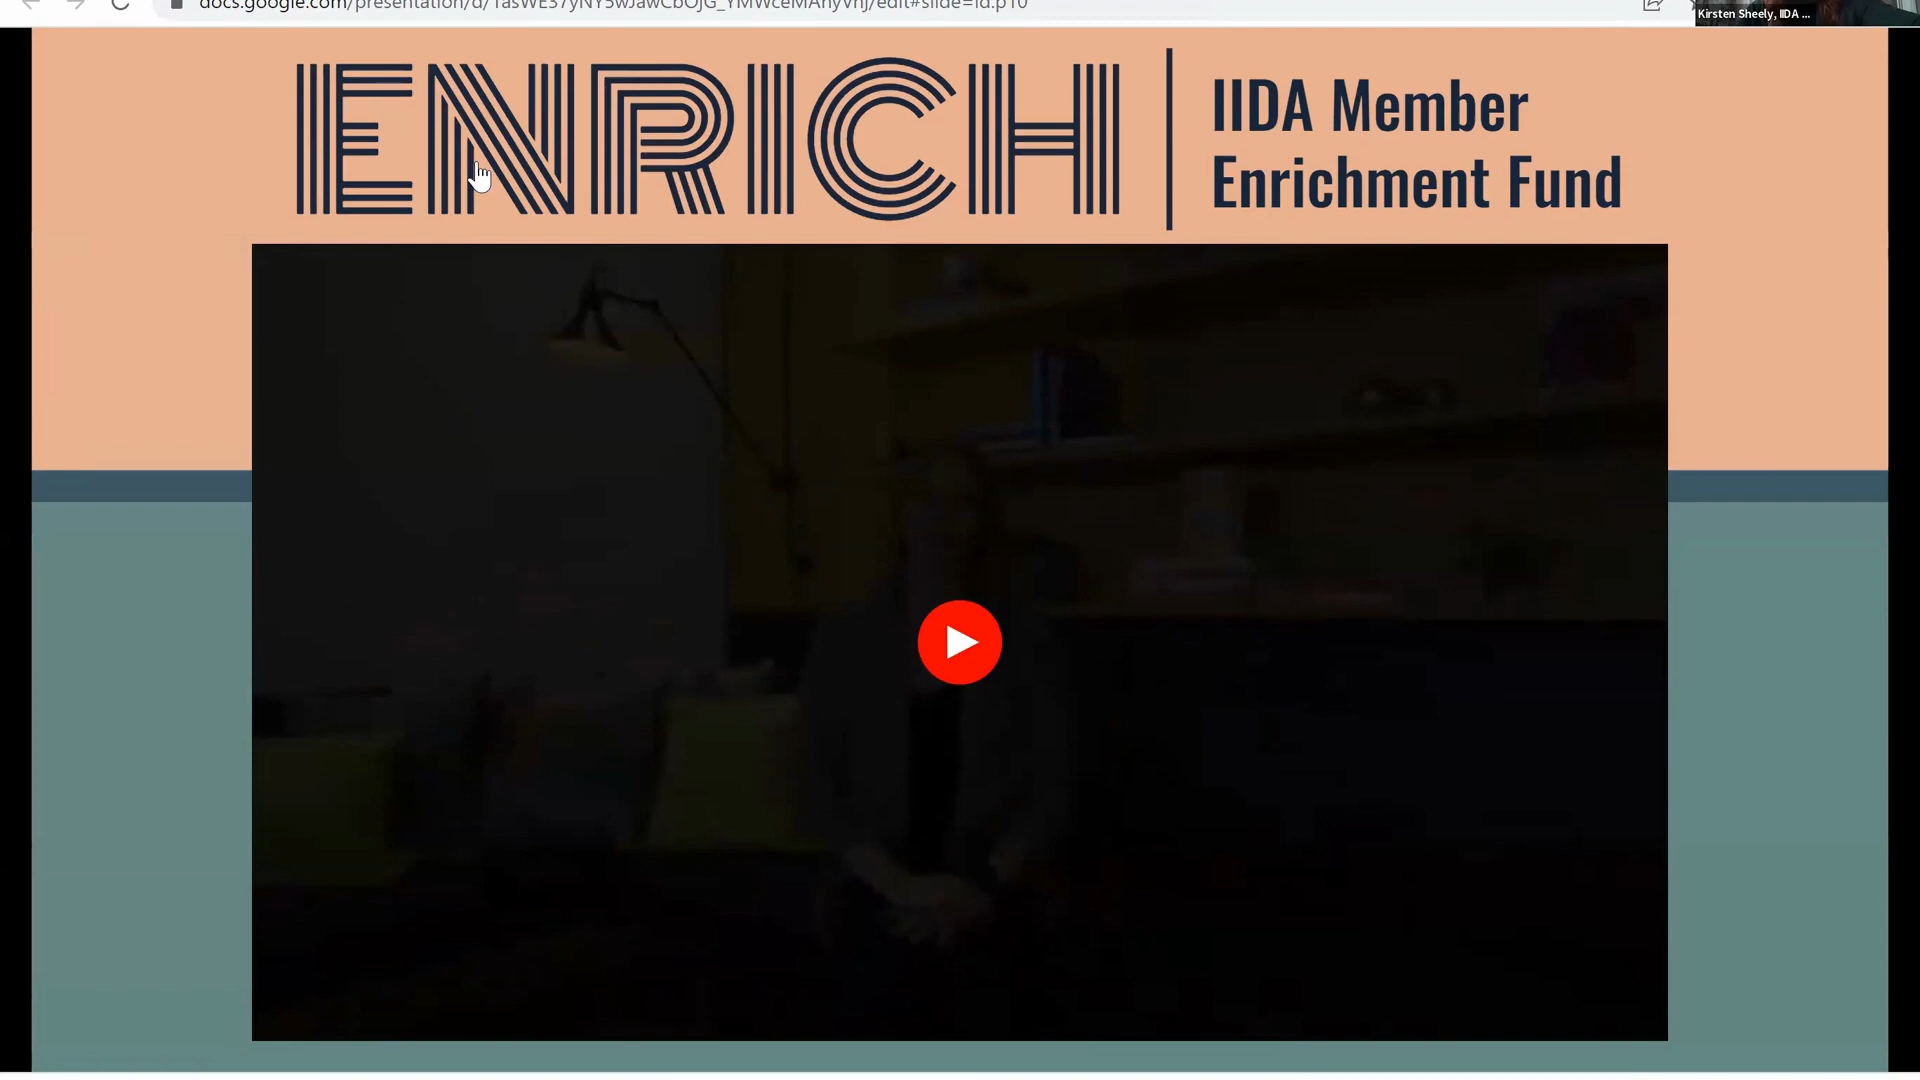 Kirsten Sheely, IIDA ...
ENRICH
IIDA Member
Enrichment Fund